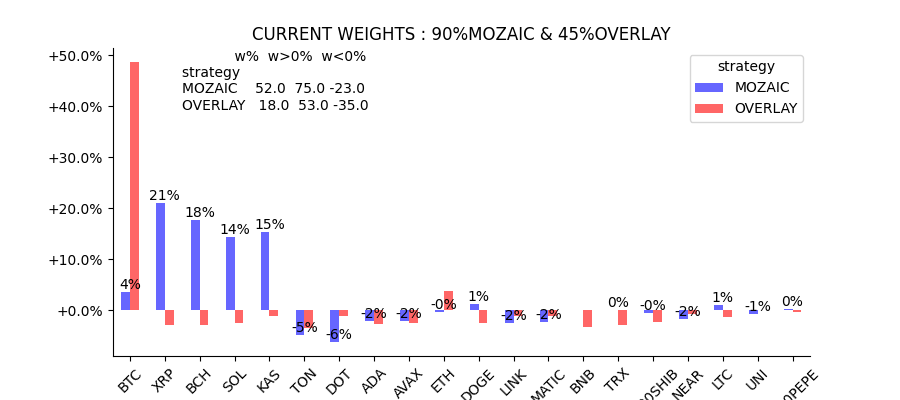 CURRENT WEIGHTS : 90%MOZAIC & 45%OVERLAY
w% w>0% w<0%
strategy
MOZAIC 52.0 75.0 -23.0
OVERLAY 18.0 53.0 -35.0
strategy
MOZAIC
OVERLAY
+50.0%
+40.0%
+30.0%
+20.0%
+10.0%
+0.0%
4%
21%
18%
14%
15%
-5%
-6%
-2%
-2%
-0%
1%
-2%
-2%
0%
-0%
-2%
1%
-1%
0%
BTC
XRP
BCH
SOL
KAS
TON
DOT
ADA
AVAX
ETH
DOGE
LINK
MATIC
BNB
TRX
0SHIB
NEAR
LTC
UNI
0PEPE